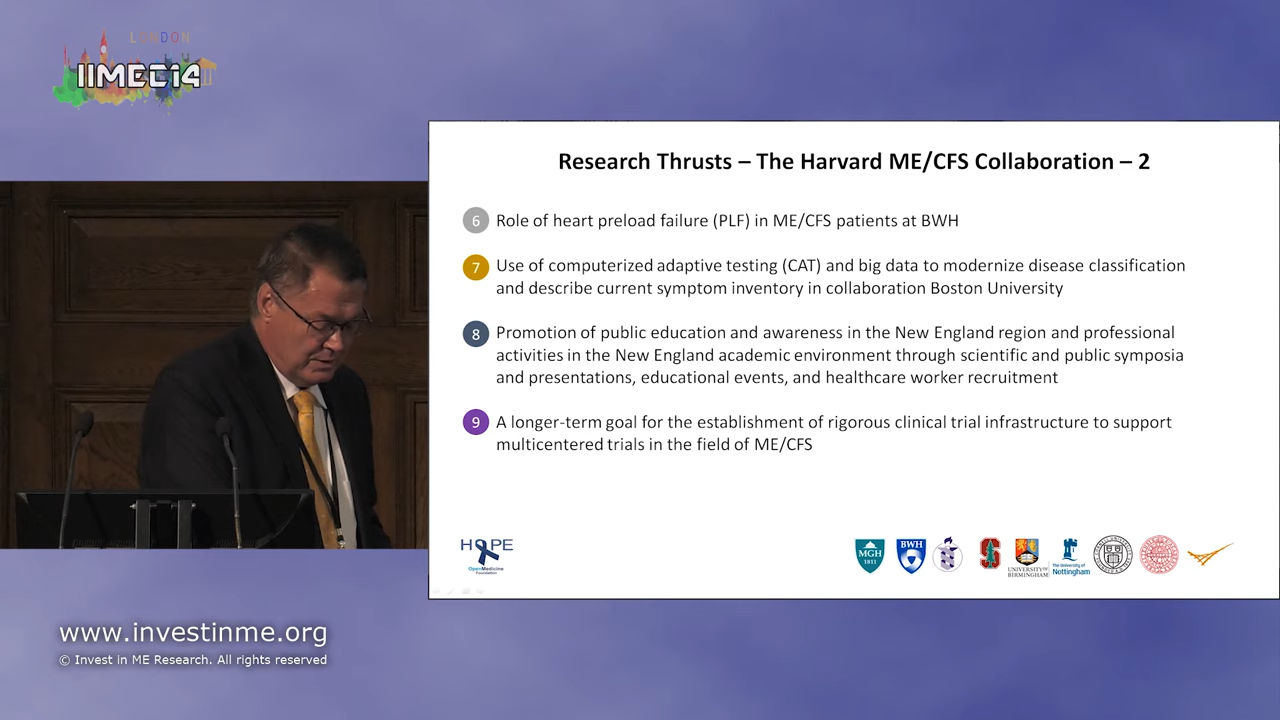 LONDON
IIMEC14
Research Thrusts – The Harvard ME/CFS Collaboration – 2
6 Role of heart preload failure (PLF) in ME/CFS patients at BWH
7 Use of computerized adaptive testing (CAT) and big data to modernize disease classification
and describe current symptom inventory in collaboration Boston University
8 Promotion of public education and awareness in the New England region and professional
activities in the New England academic environment through scientific and public symposia
and presentations, educational events, and healthcare worker recruitment
9 A longer-term goal for the establishment of rigorous clinical trial infrastructure to support
multicentered trials in the field of ME/CFS
HOPE
OpenMedicine
Foundation
MGH
1811
BWH
S
UNIVERSITY OF
BIRMINGHAM
The University of
Nottingham
www.investinme.org
© Invest in ME Research. All rights reserved